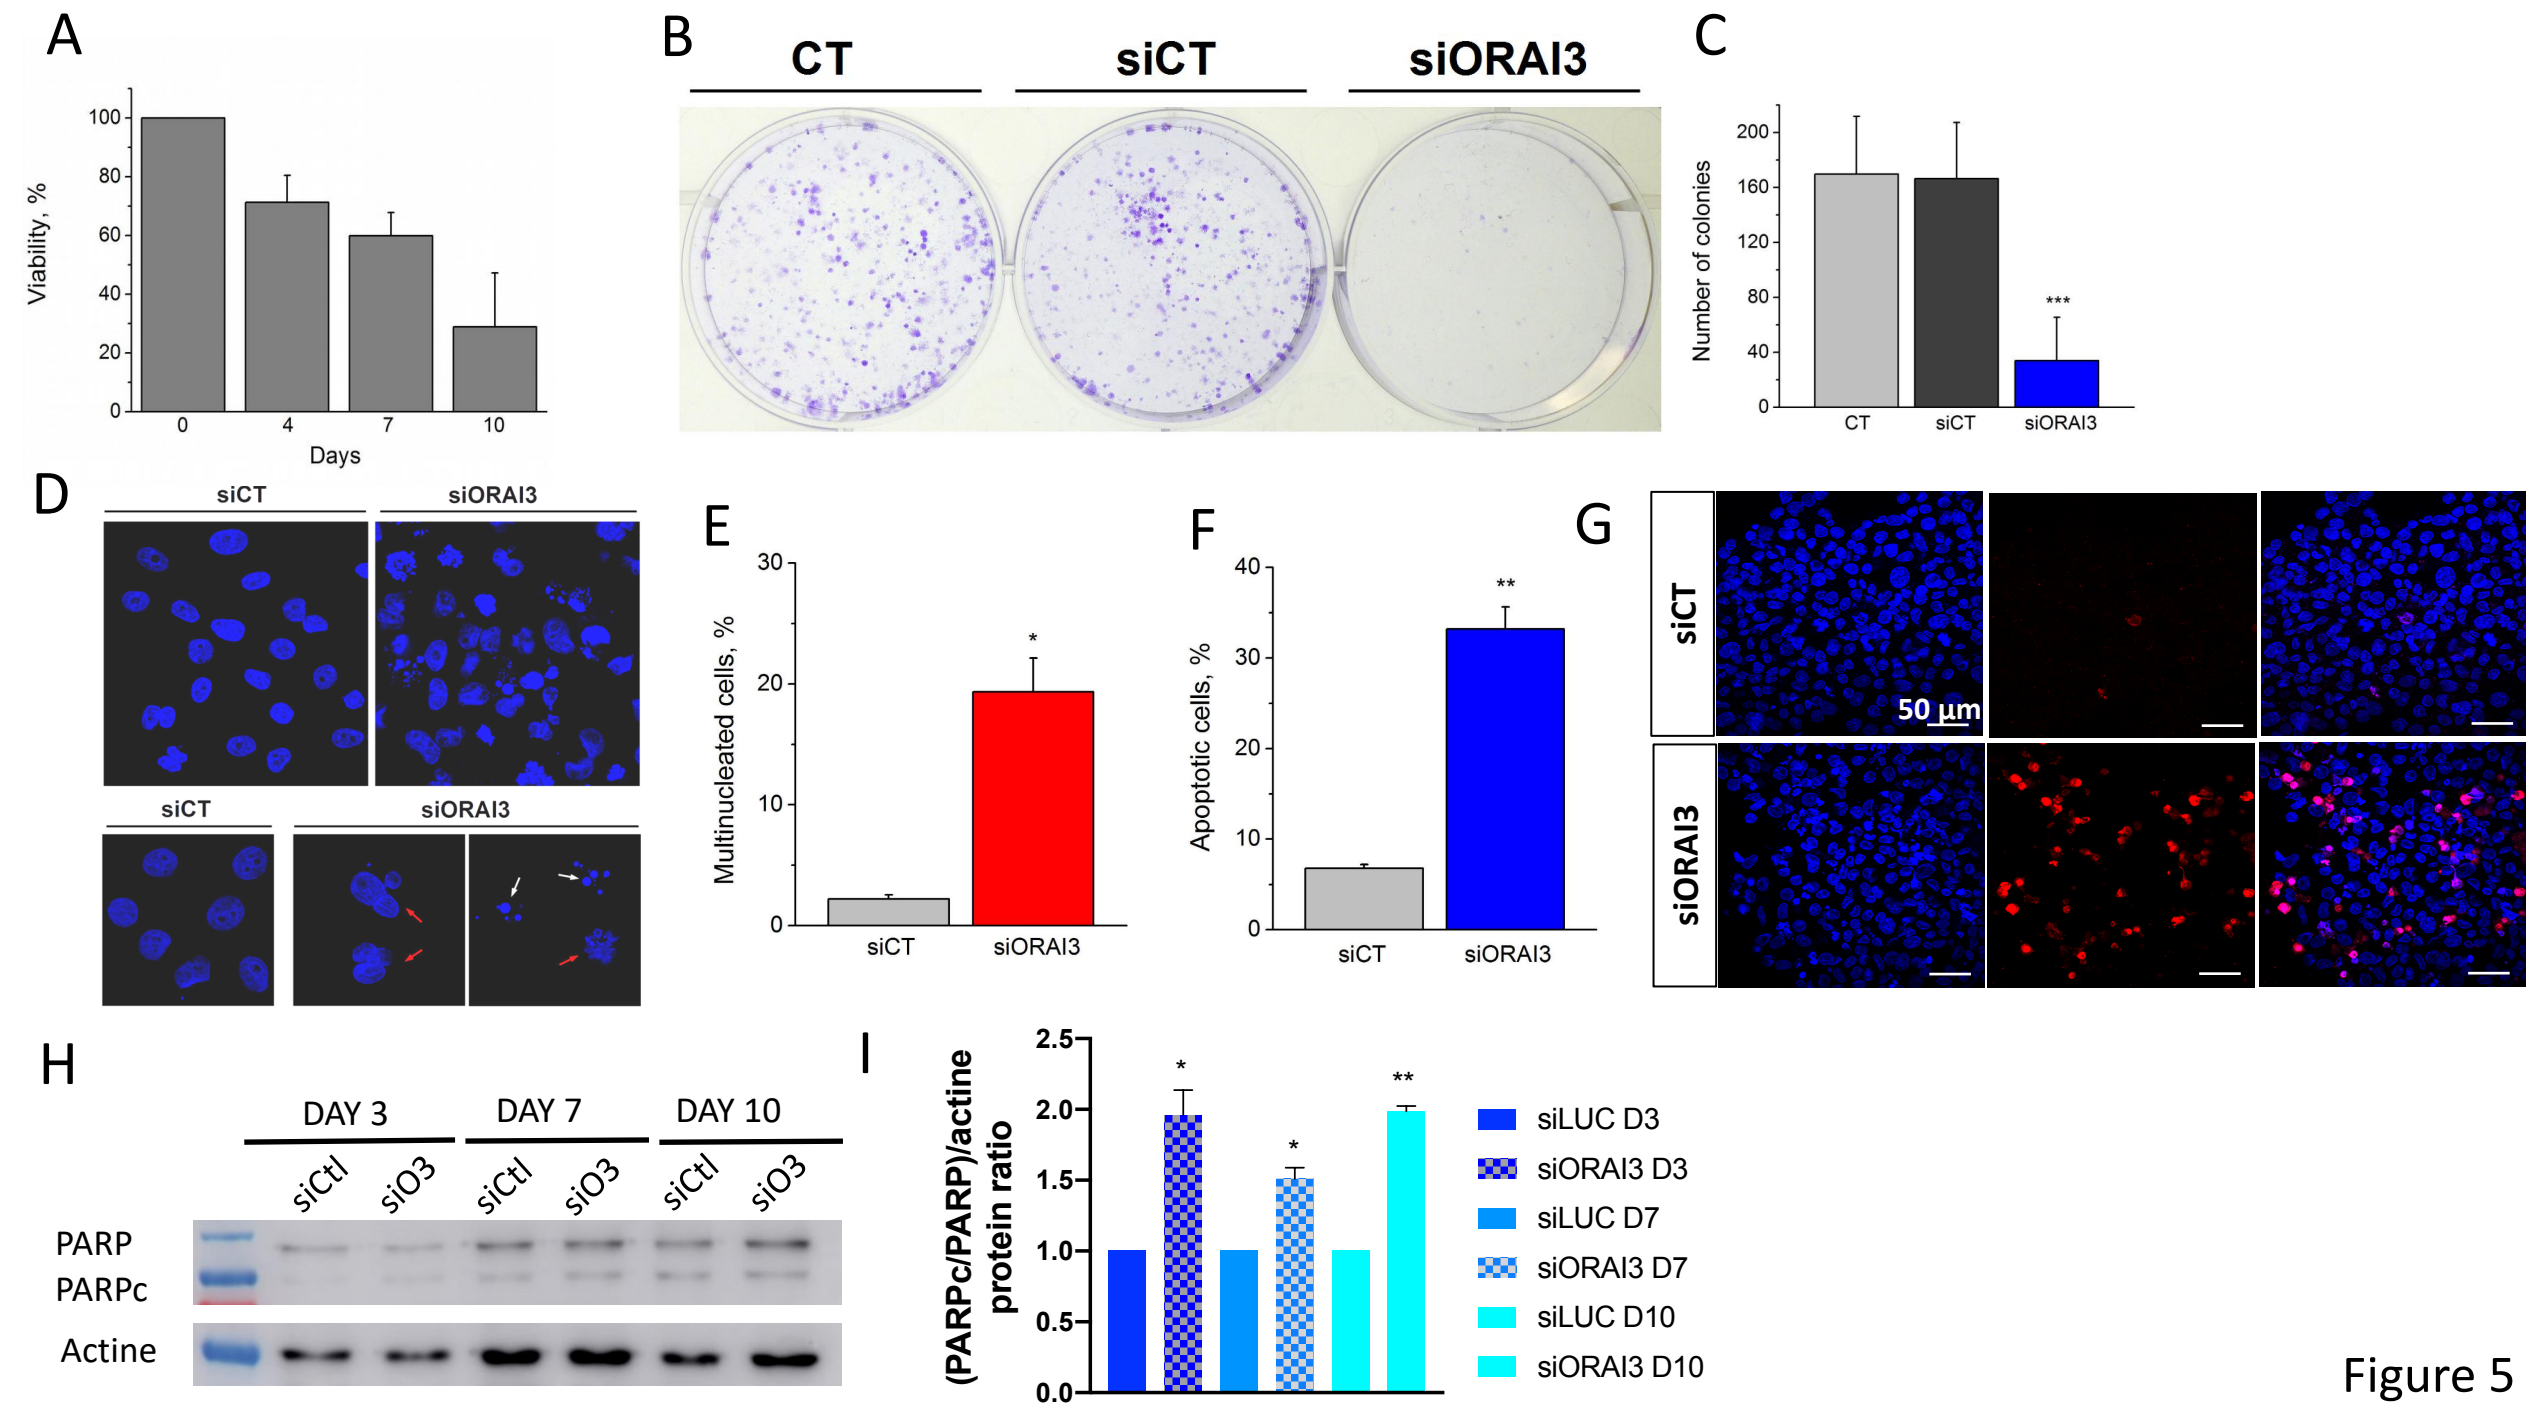 A
100
80
60
40
20
0
Viability, %
0 4 7 10
Days
B
CT siCT siORAI3
C
200
160
120
80
40
0
Number of colonies
***
CT siCT siORAI3
D
siCT siORAI3
siCT siORAI3
E
30
20
10
0
Multinucleated cells, %
*
siCT siORAI3
F
40
30
20
10
0
Apoptotic cells, %
**
siCT siORAI3
G
siCT
50 µm
siORAI3
H
DAY 3 DAY 7 DAY 10
siCtl siO3 siCtl siO3 siCtl siO3
PARP
PARPc
Actine
I
2.5
2.0
1.5
1.0
0.5
0.0
(PARPc/PARP)/actine
protein ratio
* * **
siLUC D3
siORAI3 D3
siLUC D7
siORAI3 D7
siLUC D10
siORAI3 D10
Figure 5